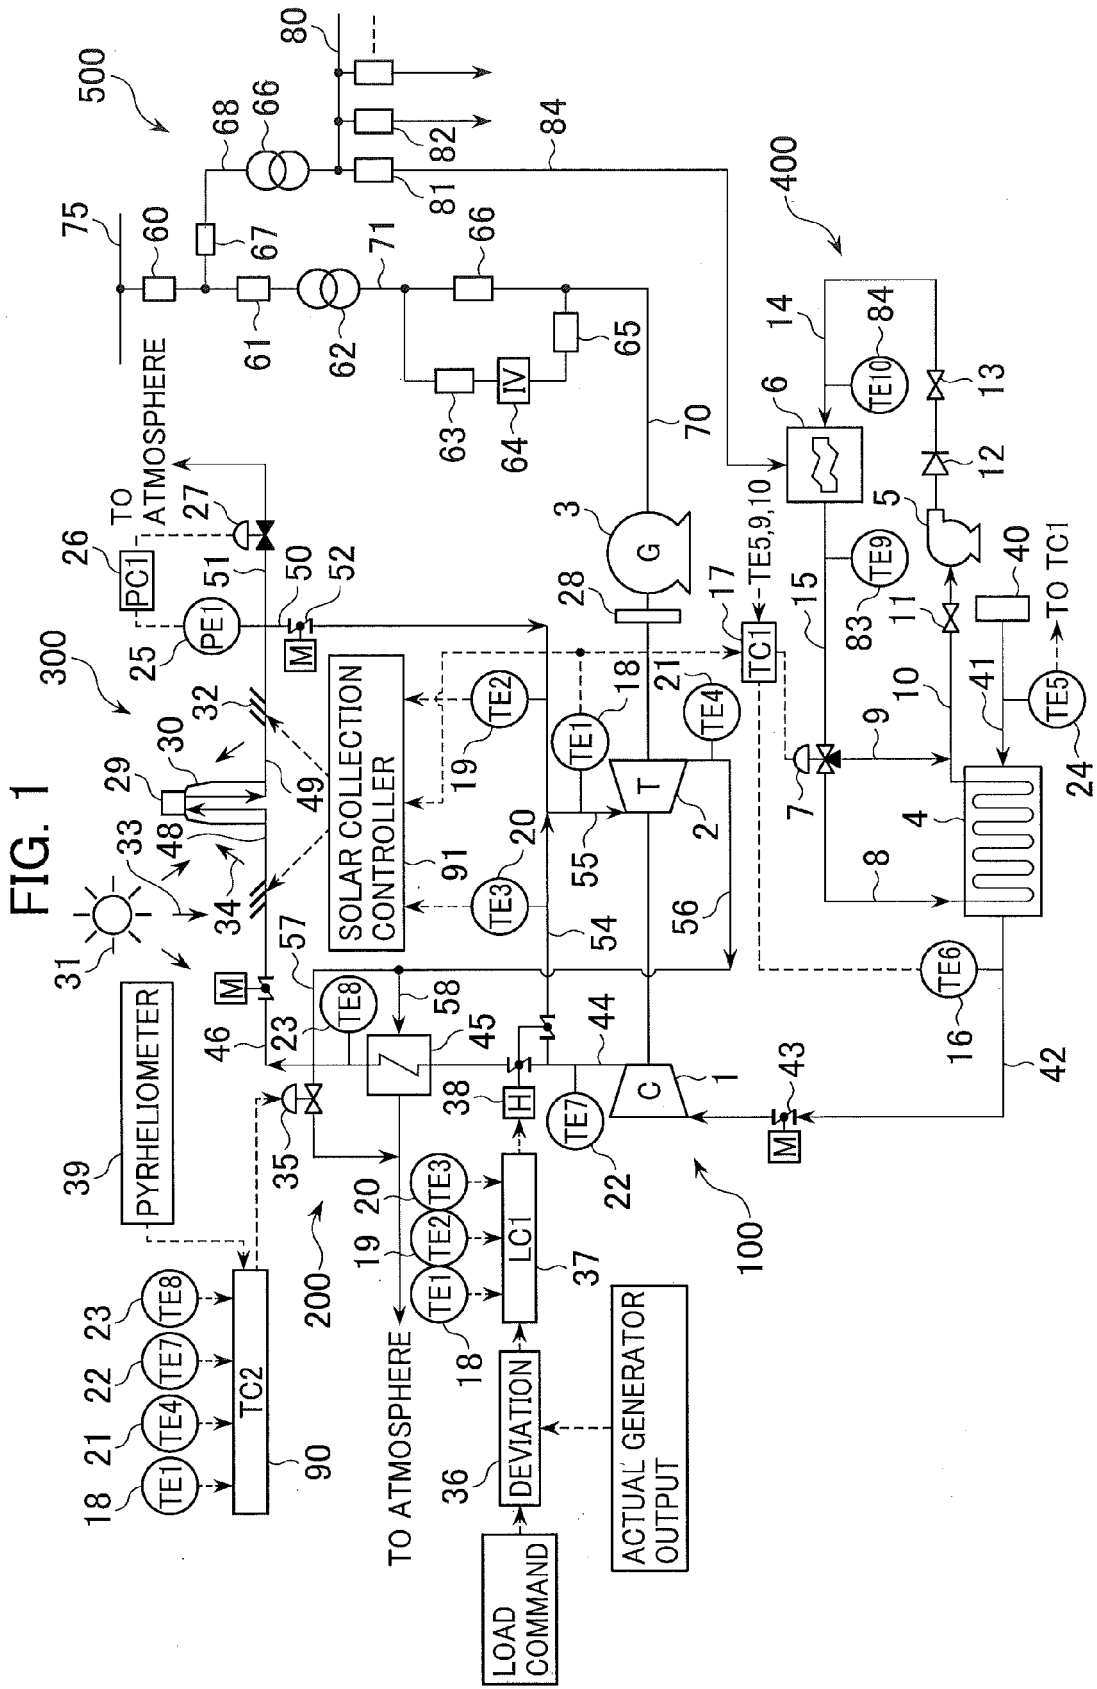 FIG. 1
500
80
75
68
66
60
67
82
81
84
61
62
71
66
63
IV
64
65
70
TO
ATMOSPHERE
27
26
PC1
51
50
52
PE1
25
300
32
30
29
49
48
33
34
31
SOLAR COLLECTION
CONTROLLER
91
TE2
19
TE3
20
TE1
18
55
54
T
2
TE4
21
28
3
G
17
TC1
TE5,9,10
400
14
84
TE10
6
13
12
5
15
TE9
83
11
40
10
41
TO TC1
TE5
24
7
9
4
8
TE6
16
42
56
57
58
TE8
23
46
M
M
45
44
38
H
TE7
22
C
1
43
M
100
35
200
39
PYRHELIOMETER
23
TE8
22
TE7
21
TE4
18
TE1
TC2
90
TO ATMOSPHERE
20
TE3
19
TE2
TE1
18
LC1
37
36
DEVIATION
LOAD
COMMAND
ACTUAL GENERATOR
OUTPUT